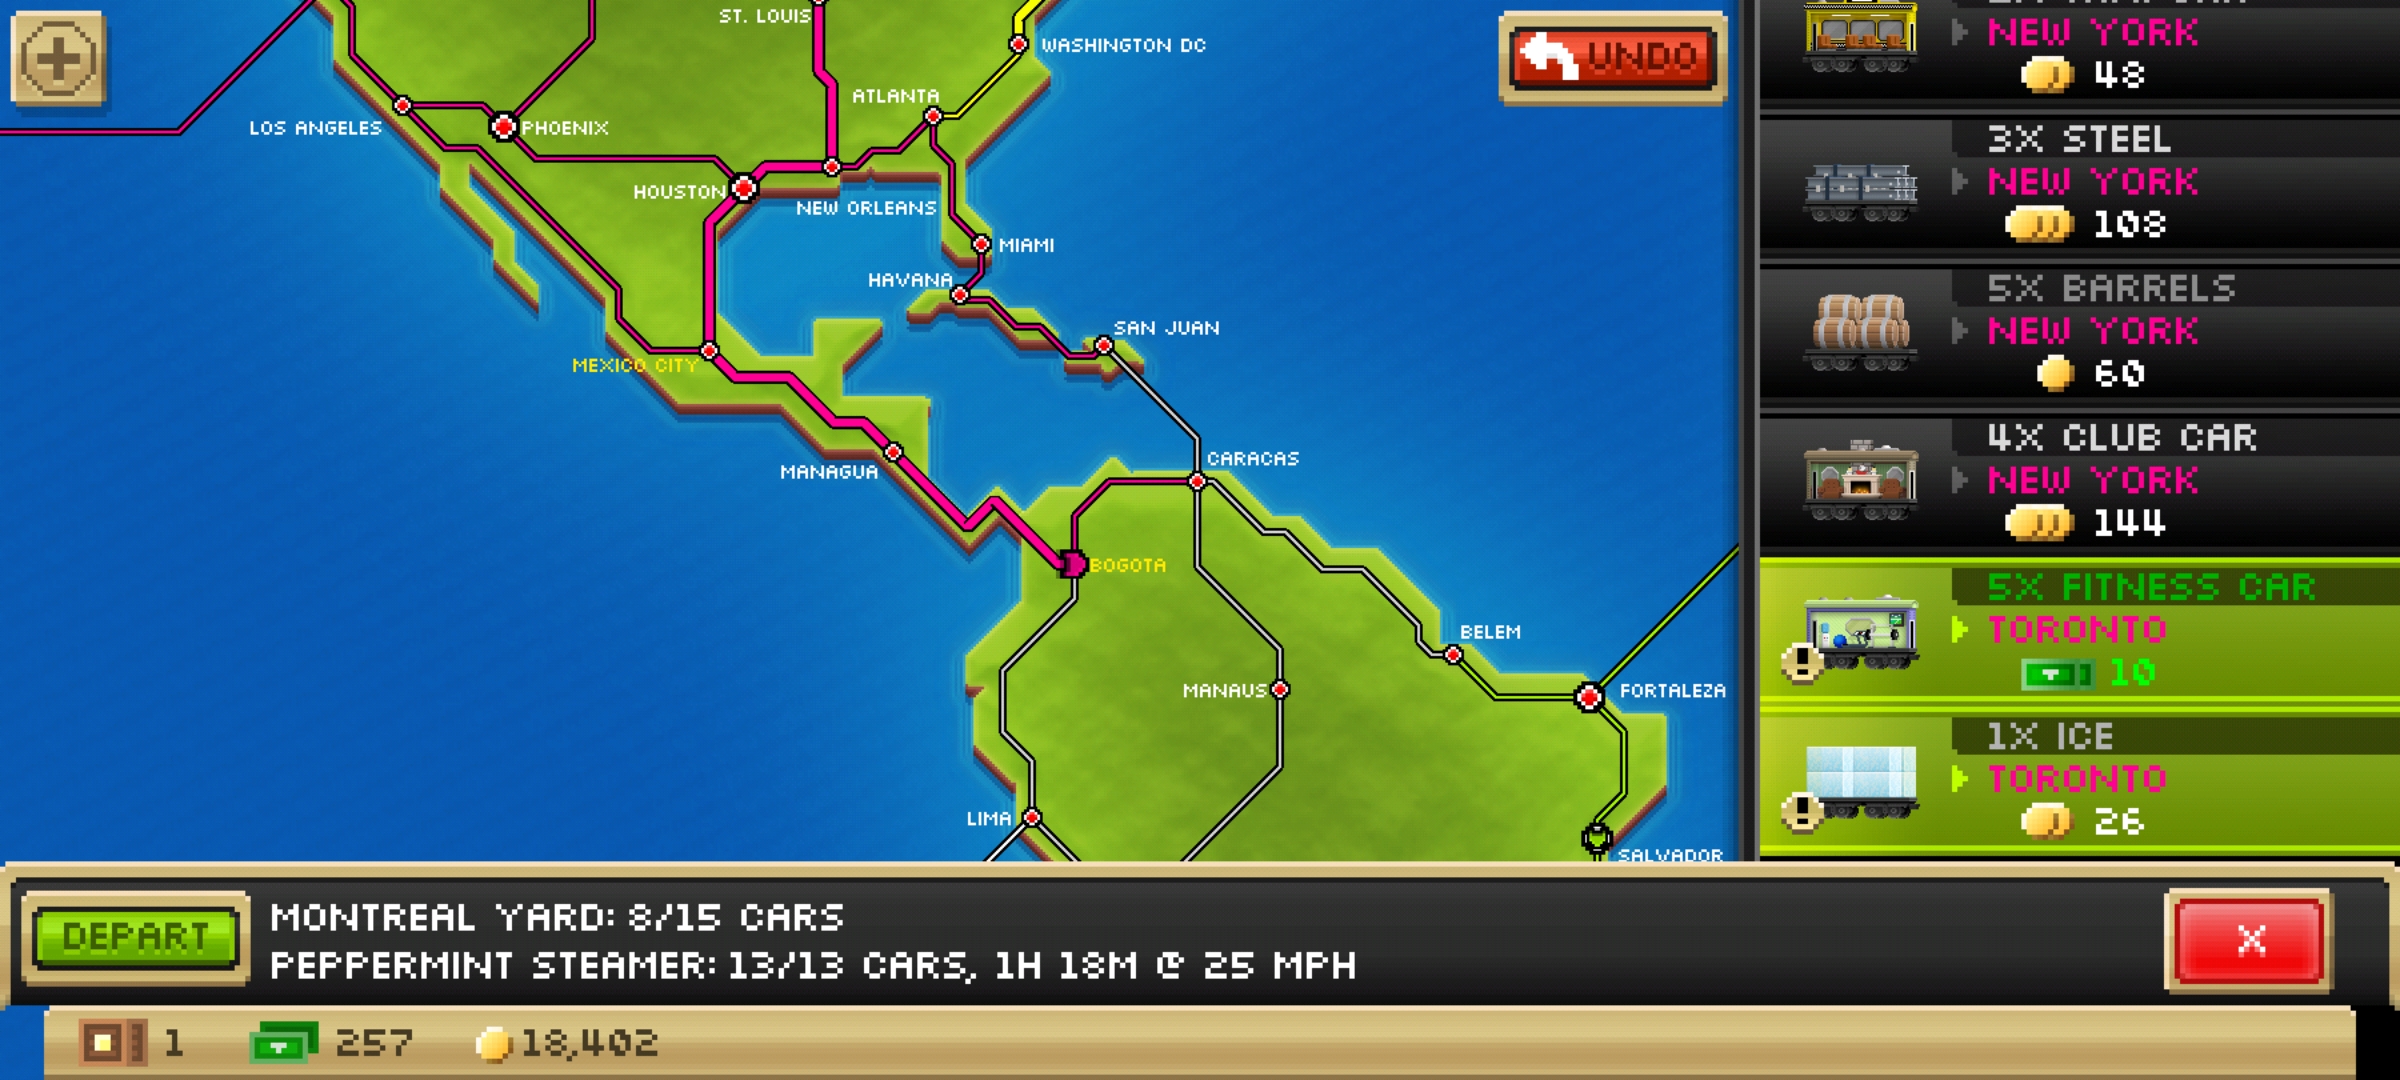 ST. LOUIS
WASHINGTON DC
UNDO
ATLANTA
LOS ANGELES
PHOENIX
HOUSTON
NEW ORLEANS
MIAMI
HAVANA
SAN JUAN
MEXICO CITY
CARACAS
MANAGUA
BOGOTA
BELEM
MANAUS
FORTALEZA
LIMA
SALVADOR
NEW YORK
48
3X STEEL
NEW YORK
108
5X BARRELS
NEW YORK
60
4X CLUB CAR
NEW YORK
144
5X FITNESS CAR
TORONTO
10
1X ICE
TORONTO
26
DEPART
MONTREAL YARD: 8/15 CARS
PEPPERMINT STEAMER: 13/13 CARS, 1H 18M @ 25 MPH
X
1
257
18,402